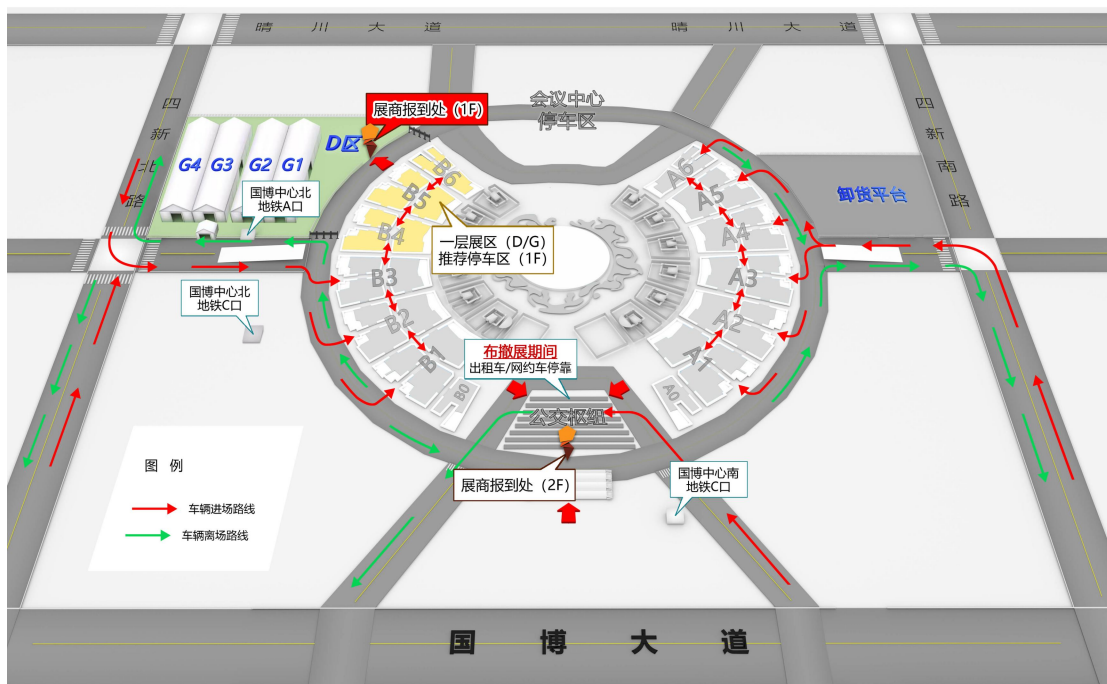 晴川大道
晴川大道
四新北路
四新南路
会议中心
停车区
展商报到处（1F）
D区
G4
G3
G2
G1
国博中心北
地铁A口
B6
B5
B4
B3
B2
B1
B0
A6
A5
A4
A3
A2
A1
A0
卸货平台
一层展区（D/G）
推荐停车区（1F）
国博中心北
地铁C口
布撤展期间
出租车/网约车停靠
公交枢纽
展商报到处（2F）
国博中心南
地铁C口
图 例
车辆进场路线
车辆离场路线
国博大道